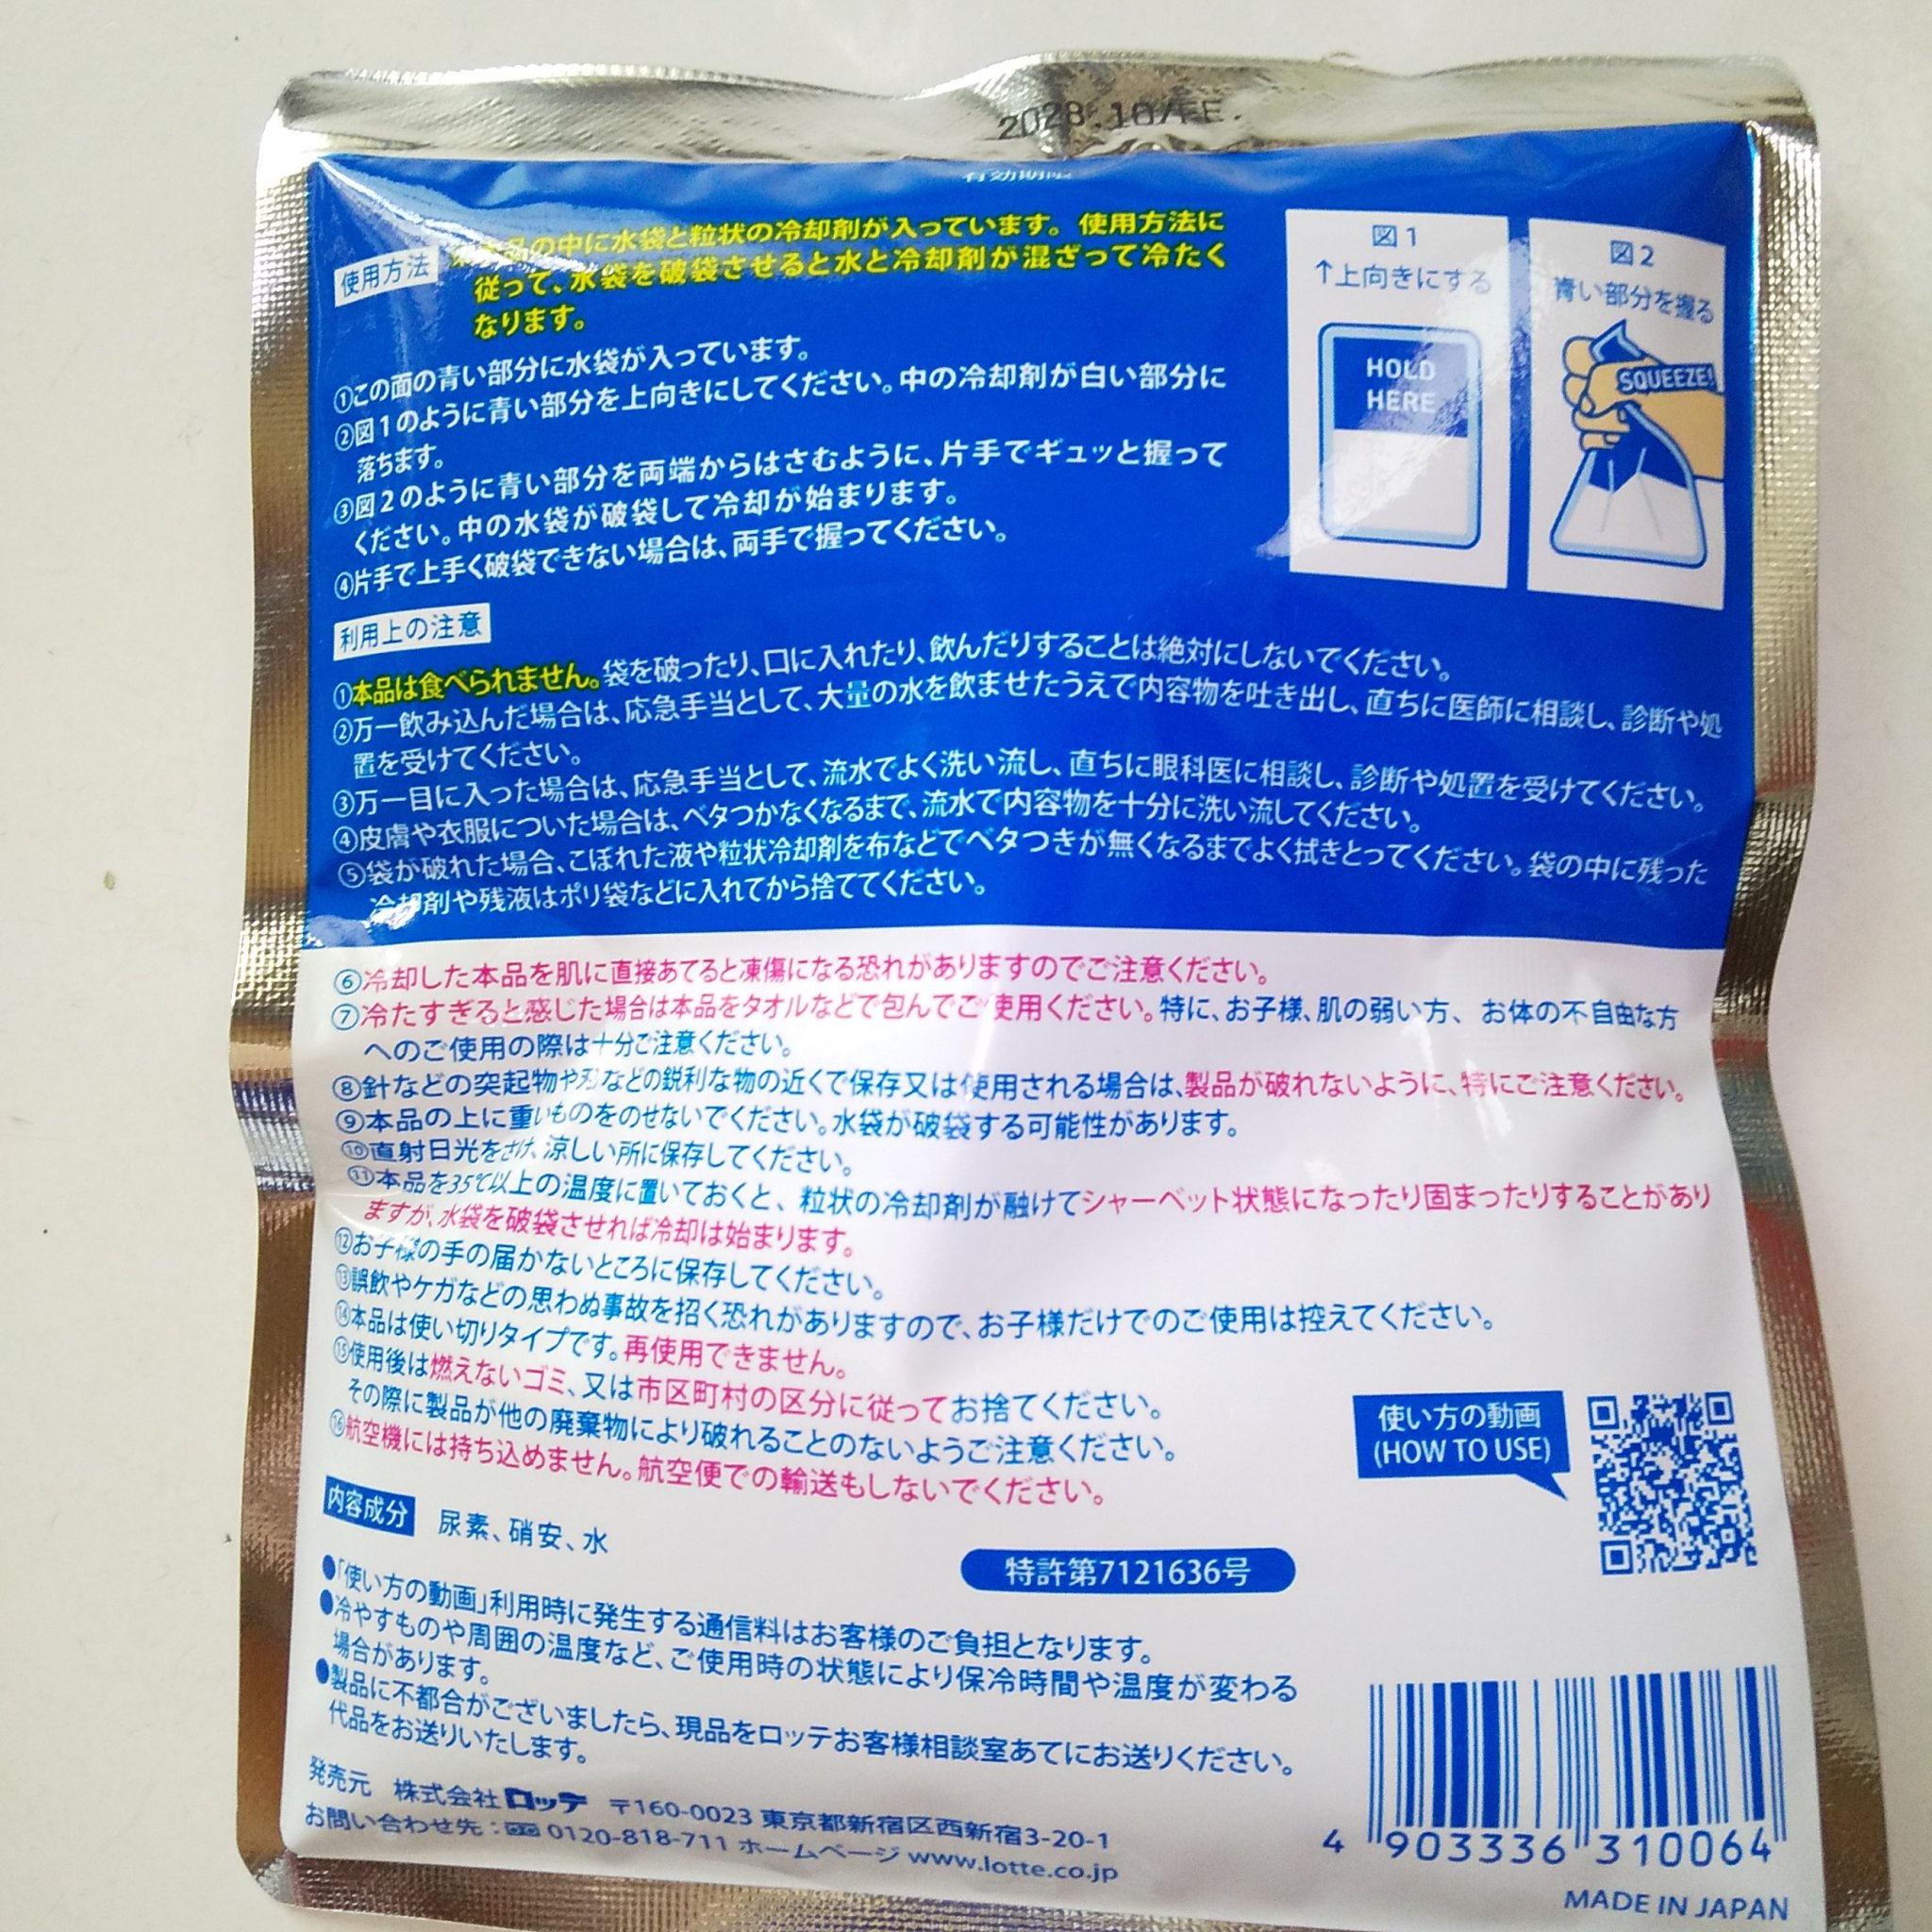 2028.10/FE.
有効期限
使用方法
※本品の中に水袋と粒状の冷却剤が入っています。使用方法に
従って、水袋を破袋させると水と冷却剤が混ざって冷たく
なります。
①この面の青い部分に水袋が入っています。
②図1のように青い部分を上向きにしてください。中の冷却剤が白い部分に
落ちます。
③図2のように青い部分を両端からはさむように、片手でギュッと握って
ください。中の水袋が破袋して冷却が始まります。
④片手で上手く破袋できない場合は、両手で握ってください。
図1
↑上向きにする
HOLD
HERE
図2
青い部分を握る
SQUEEZE!
利用上の注意
①本品は食べられません。袋を破ったり、口に入れたり、飲んだりすることは絶対にしないでください。
②万一飲み込んだ場合は、応急手当として、大量の水を飲ませたうえで内容物を吐き出し、直ちに医師に相談し、診断や処
置を受けてください。
③万一目に入った場合は、応急手当として、流水でよく洗い流し、直ちに眼科医に相談し、診断や処置を受けてください。
④皮膚や衣服についた場合は、ベタつかなくなるまで、流水で内容物を十分に洗い流してください。
⑤袋が破れた場合、こぼれた液や粒状冷却剤を布などでベタつきが無くなるまでよく拭きとってください。袋の中に残った
冷却剤や残液はポリ袋などに入れてから捨ててください。
⑥冷却した本品を肌に直接あてると凍傷になる恐れがありますのでご注意ください。
⑦冷たすぎると感じた場合は本品をタオルなどで包んでご使用ください。特に、お子様、肌の弱い方、お体の不自由な方
へのご使用の際は十分ご注意ください。
⑧針などの突起物や刃などの鋭利な物の近くで保存又は使用される場合は、製品が破れないように、特にご注意ください。
⑨本品の上に重いものをのせないでください。水袋が破袋する可能性があります。
⑩直射日光をさけ、涼しい所に保存してください。
⑪本品を35℃以上の温度に置いておくと、粒状の冷却剤が融けてシャーベット状態になったり固まったりすることがあり
ますが、水袋を破袋させれば冷却は始まります。
⑫お子様の手の届かないところに保存してください。
⑬誤飲やケガなどの思わぬ事故を招く恐れがありますので、お子様だけでのご使用は控えてください。
⑭本品は使い切りタイプです。再使用できません。
⑮使用後は燃えないゴミ、又は市区町村の区分に従ってお捨てください。
その際に製品が他の廃棄物により破れることのないようご注意ください。
⑯航空機には持ち込めません。航空便での輸送もしないでください。
使い方の動画
(HOW TO USE)
内容成分 尿素、硝安、水
特許第7121636号
●「使い方の動画」利用時に発生する通信料はお客様のご負担となります。
●冷やすものや周囲の温度など、ご使用時の状態により保冷時間や温度が変わる
場合があります。
●製品に不都合がございましたら、現品をロッテお客様相談室あてにお送りください。
代品をお送りいたします。
発売元 株式会社ロッテ 〒160-0023 東京都新宿区西新宿3-20-1
お問い合わせ先: 0120-818-711 ホームページ www.lotte.co.jp
4 903336 310064
MADE IN JAPAN